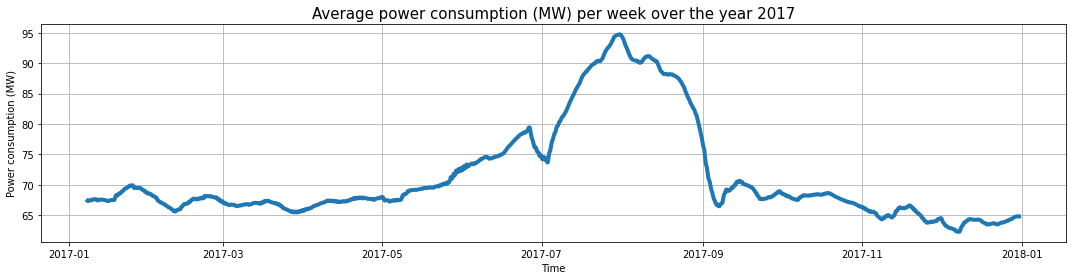 Average power consumption (MW) per week over the year 2017
Power consumption (MW)
95
90
85
80
75
70
65
2017-01 2017-03 2017-05 2017-07 2017-09 2017-11 2018-01
Time